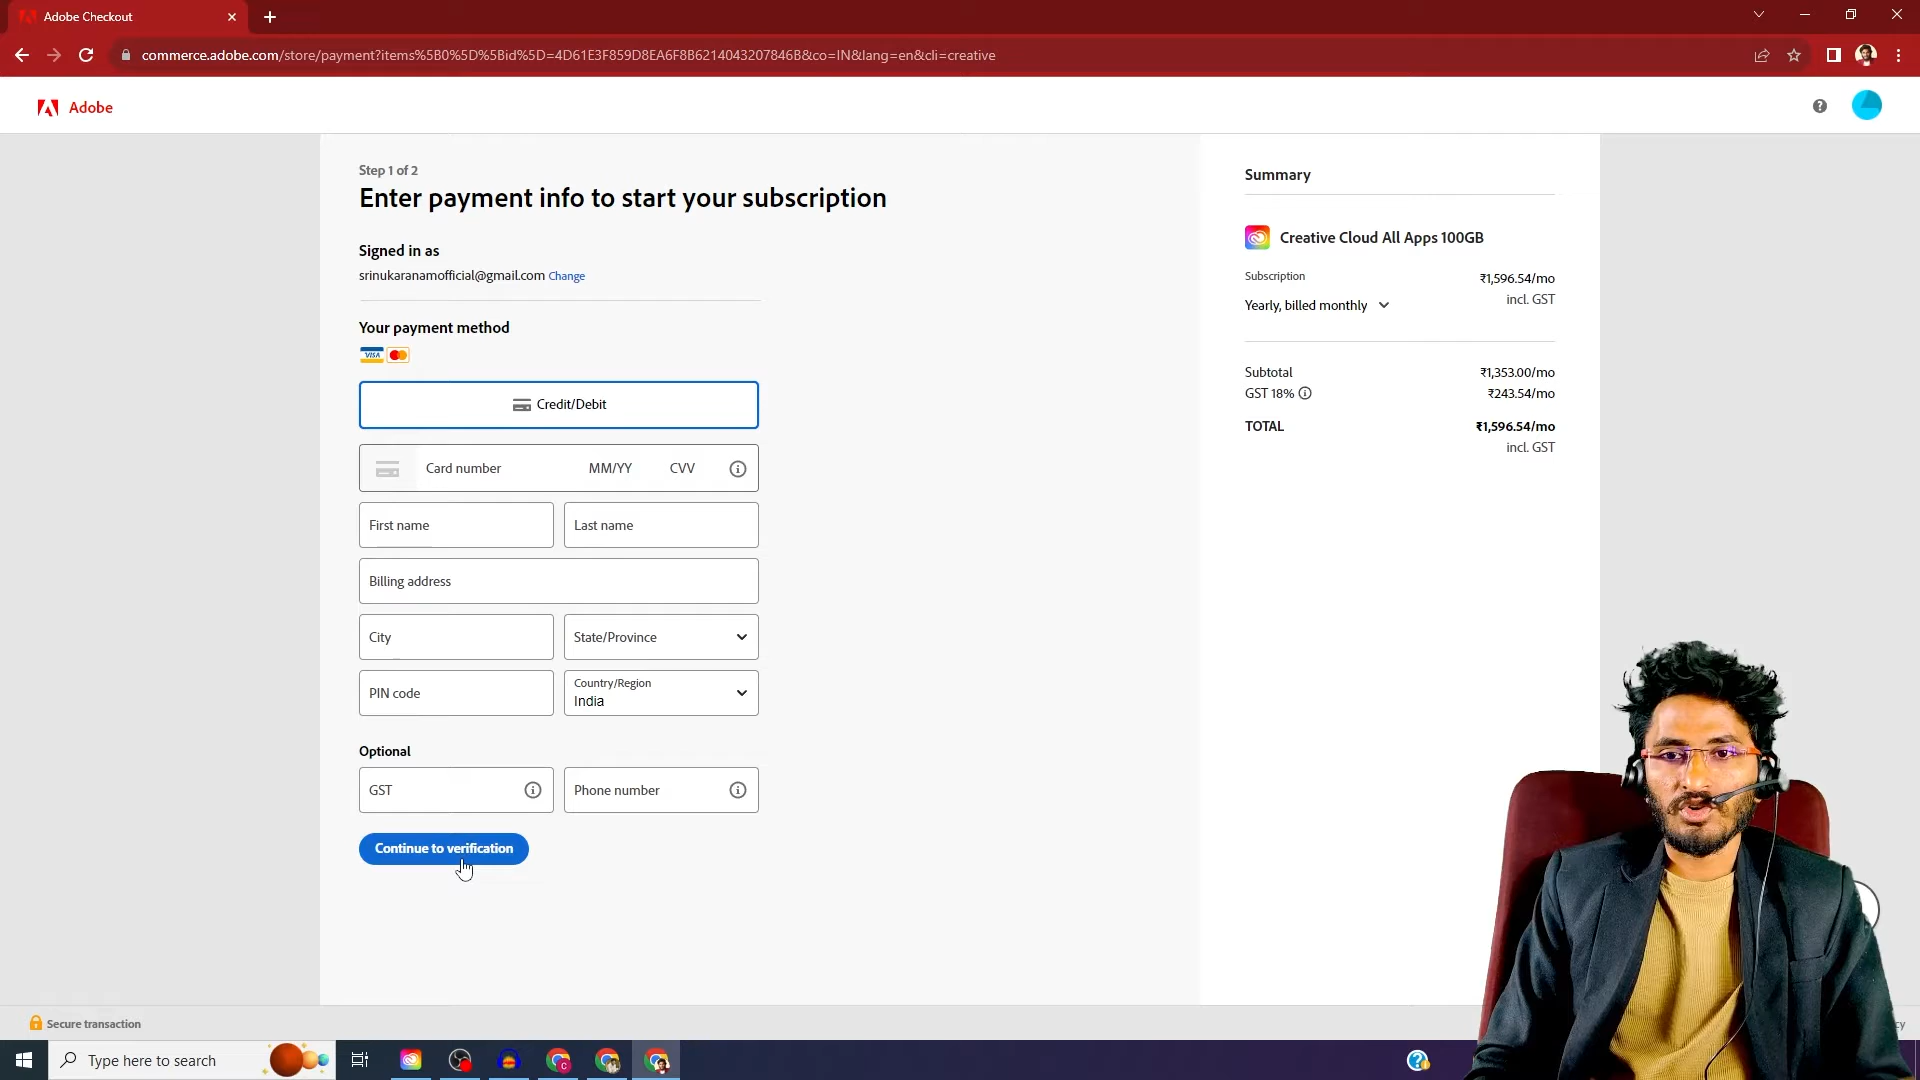 Adobe Checkout
commerce.adobe.com/store/payment?items%5B0%5D%5Bid%5D=4D61E3F859D8EA6F8B6214043207846B&co=IN&lang=en&cli=creative
Adobe
Step 1 of 2
Enter payment info to start your subscription
Signed in as
srinukaranamofficial@gmail.com Change
Your payment method
VISA
Credit/Debit
Card number MM/YY CVV
First name Last name
Billing address
City State/Province
PIN code Country/Region
India
Optional
GST Phone number
Continue to verification
Summary
Creative Cloud All Apps 100GB
Subscription ₹1,596.54/mo
incl. GST
Yearly, billed monthly
Subtotal ₹1,353.00/mo
GST 18% ₹243.54/mo
TOTAL ₹1,596.54/mo
incl. GST
Secure transaction
Type here to search